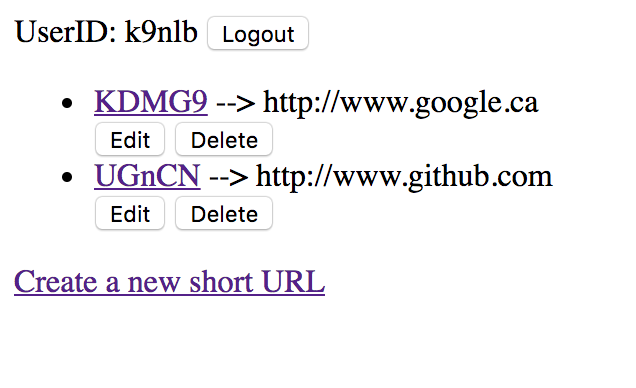 UserID: k9nlb Logout
KDMG9 --> http://www.google.ca
Edit Delete
UGnCN --> http://www.github.com
Edit Delete
Create a new short URL